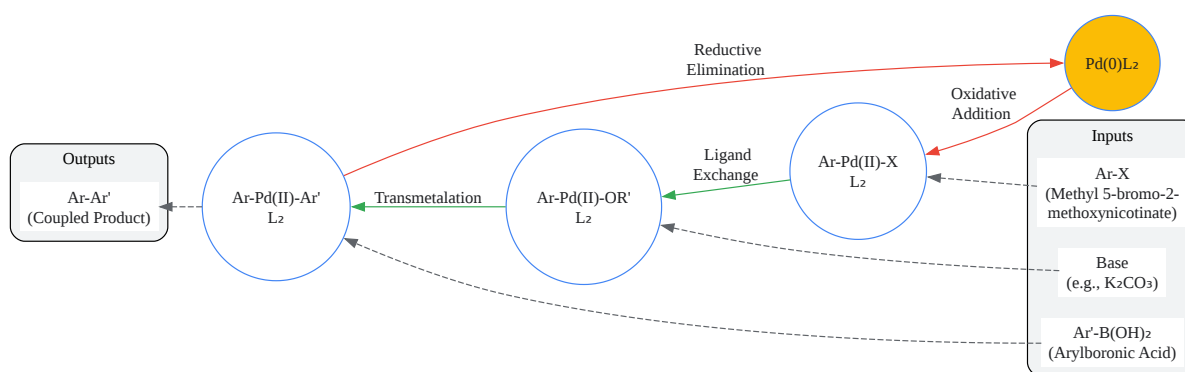 Reductive
Elimination
Pd(0)L₂
Oxidative
Addition
Inputs
Outputs
Ar-Ar'
(Coupled Product)
Ar-Pd(II)-Ar'
L₂
Transmetalation
Ar-Pd(II)-OR'
L₂
Ligand
Exchange
Ar-Pd(II)-X
L₂
Ar-X
(Methyl 5-bromo-2-
methoxynicotinate)
Base
(e.g., K₂CO₃)
Ar'-B(OH)₂
(Arylboronic Acid)